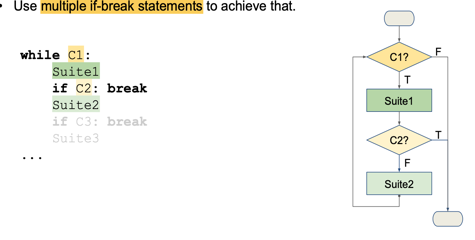 • Use multiple if-break statements to achieve that.
while C1:
Suite1
if C2: break
Suite2
if C3: break
Suite3
...
C1?
F
T
Suite1
C2?
T
F
Suite2